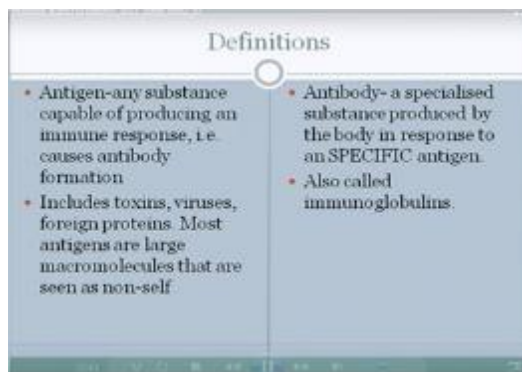 Definitions
• Antigen-any substance
capable of producing an
immune response, i.e.
causes antibody
formation
• Includes toxins, viruses,
foreign proteins. Most
antigens are large
macromolecules that are
seen as non-self
• Antibody- a specialised
substance produced by
the body in response to
an SPECIFIC antigen.
• Also called
immunoglobulins.